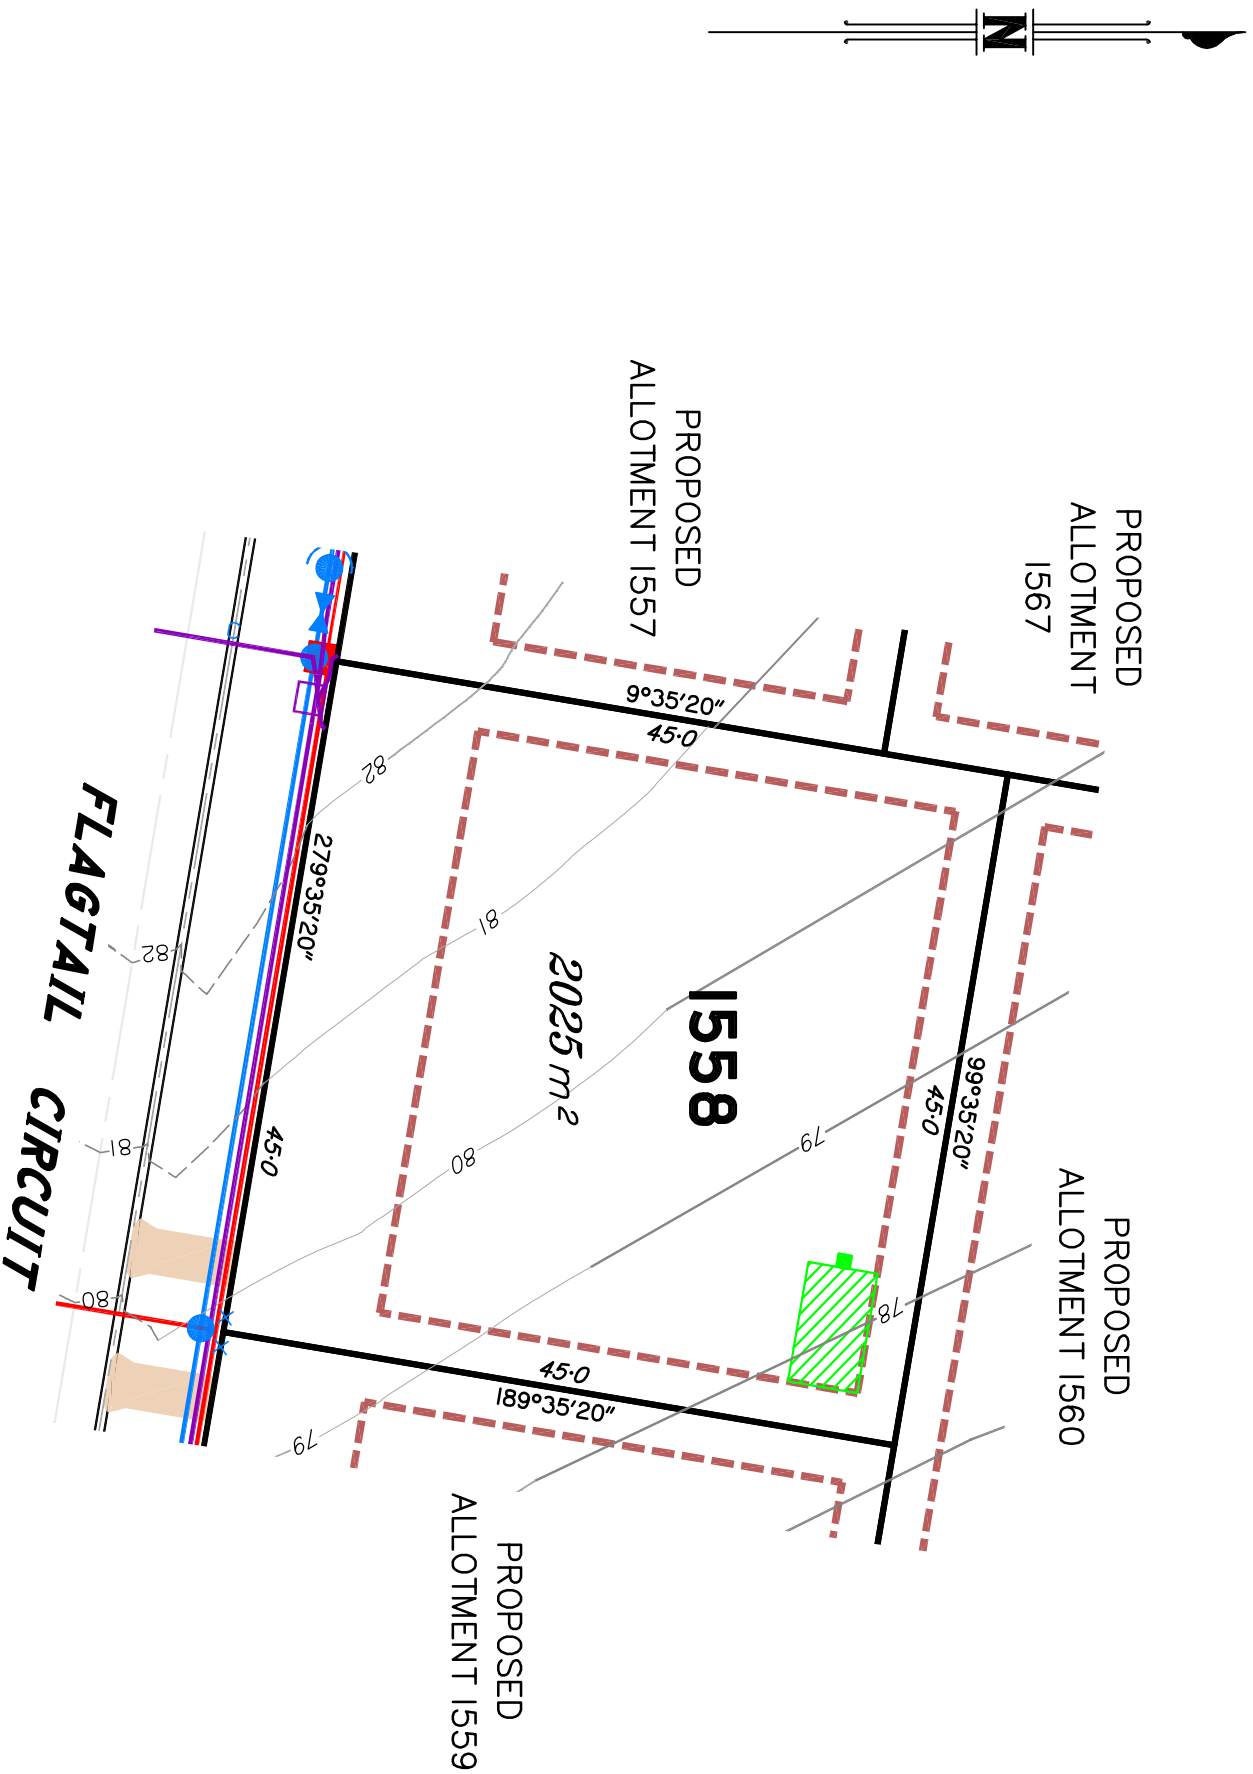 N
PROPOSED
ALLOTMENT
1567
PROPOSED
ALLOTMENT 1557
PROPOSED
ALLOTMENT 1560
PROPOSED
ALLOTMENT 1559
9°35'20"
45·0
99°35'20"
45·0
1558
2025 m²
279°35'20"
45·0
45·0
189°35'20"
82
81
80
79
78
79
82
81
80
FLAGTAIL CIRCUIT